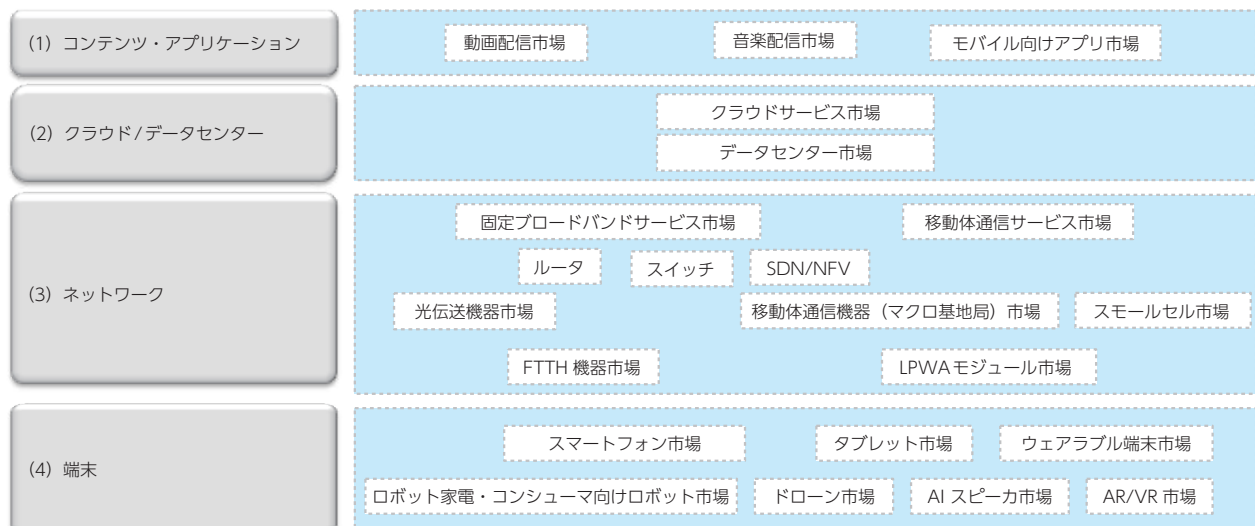 (1) コンテンツ・アプリケーション
動画配信市場
音楽配信市場
モバイル向けアプリ市場
(2) クラウド/データセンター
クラウドサービス市場
データセンター市場
(3) ネットワーク
固定ブロードバンドサービス市場
移動体通信サービス市場
ルータ
スイッチ
SDN/NFV
光伝送機器市場
移動体通信機器(マクロ基地局)市場
スモールセル市場
FTTH 機器市場
LPWAモジュール市場
(4) 端末
スマートフォン市場
タブレット市場
ウェアラブル端末市場
ロボット家電・コンシューマ向けロボット市場
ドローン市場
AI スピーカ市場
AR/VR 市場